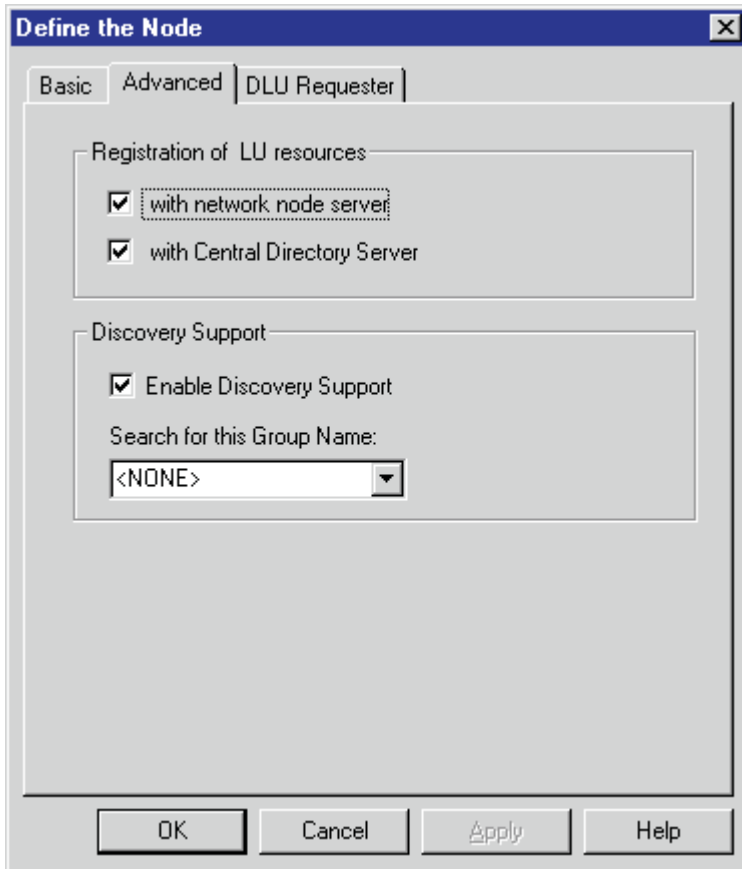 Define the Node
Basic Advanced DLU Requester
Registration of LU resources
with network node server
with Central Directory Server
Discovery Support
Enable Discovery Support
Search for this Group Name:
<NONE>
OK Cancel Apply Help